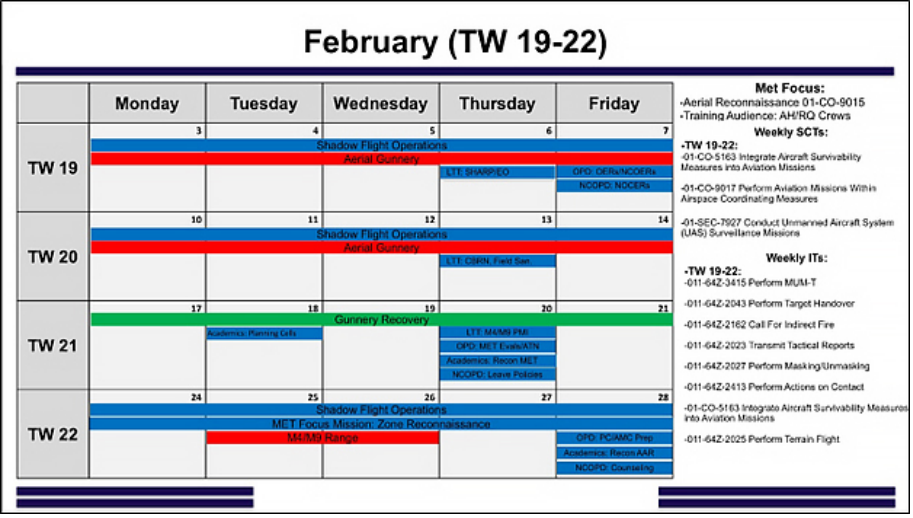 February (TW 19-22)
Monday Tuesday Wednesday Thursday Friday
TW 19
3 4 5 6 7
Shadow Flight Operations
Aerial Gunnery
LTT: SHARP/EO
OPD: OERs/NCOERs
NCOPD: NOCERs
TW 20
10 11 12 13 14
Shadow Flight Operations
Aerial Gunnery
LTT: CBRN, Field San.
TW 21
17 18 19 20 21
Gunnery Recovery
Academics: Planning Cells
LTT: M4/M9 PMI
OPD: MET Evals/ATN
Academics: Recon MET
NCOPD: Leave Policies
TW 22
24 25 26 27 28
Shadow Flight Operations
MET Focus Mission: Zone Reconnaissance
M4/M9 Range
OPD: PC/AMC Prep
Academics: Recon AAR
NCOPD: Counseling
Met Focus:
-Aerial Reconnaissance 01-CO-9015
-Training Audience: AH/RQ Crews
Weekly SCTs:
-TW 19-22:
-01-CO-5163 Integrate Aircraft Survivability
Measures into Aviation Missions
-01-CO-9017 Perform Aviation Missions Within
Airspace Coordinating Measures
-01-SEC-7927 Conduct Unmanned Aircraft System
(UAS) Surveillance Missions
Weekly ITs:
-TW 19-22:
-011-64Z-3415 Perform MUM-T
-011-64Z-2043 Perform Target Handover
-011-64Z-2162 Call For Indirect Fire
-011-64Z-2023 Transmit Tactical Reports
-011-64Z-2027 Perform Masking/Unmasking
-011-64Z-2413 Perform Actions on Contact
-01-CO-5163 Integrate Aircraft Survivability Measures
into Aviation Missions
-011-64Z-2025 Perform Terrain Flight